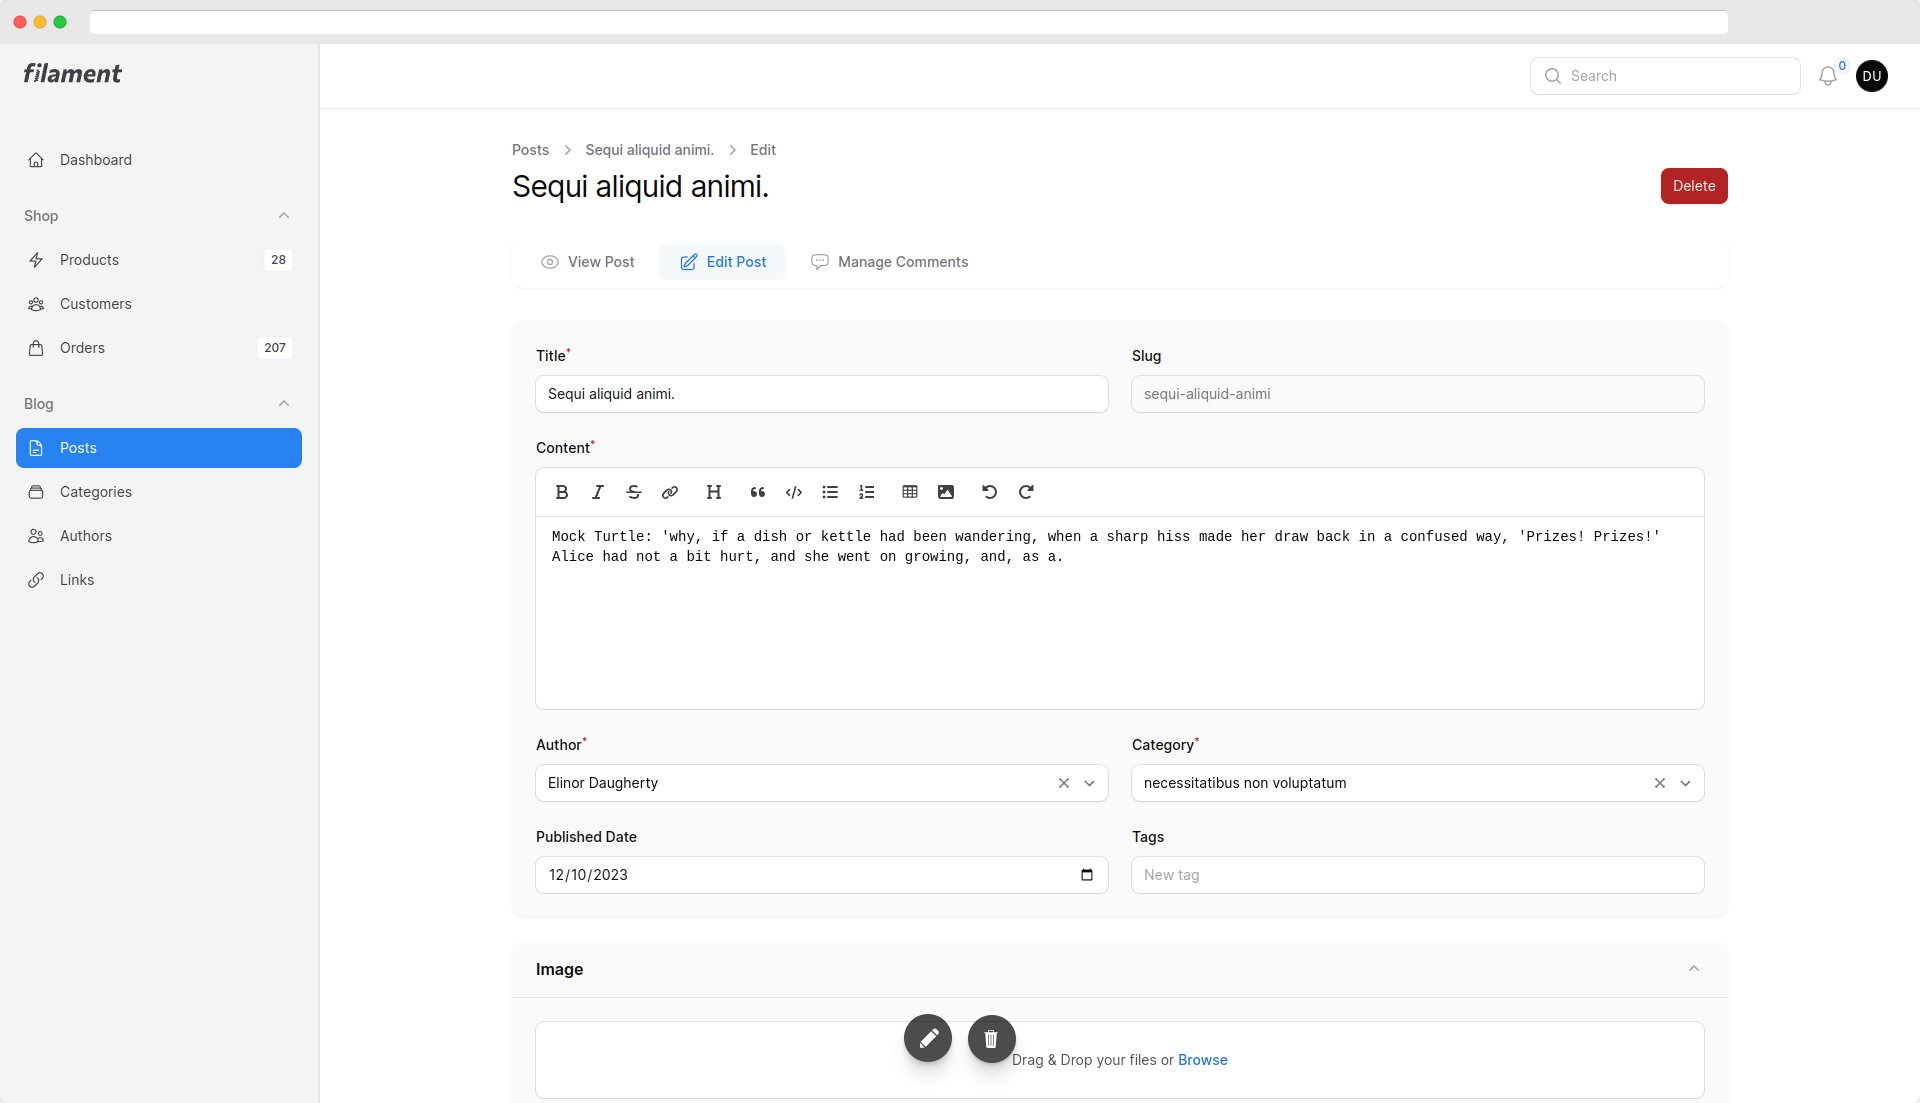 filament
Search
0
DU
Dashboard
Shop
Products 28
Customers
Orders 207
Blog
Posts
Categories
Authors
Links
Posts Sequi aliquid animi. Edit
Sequi aliquid animi.
Delete
View Post Edit Post Manage Comments
Title* Slug
Sequi aliquid animi. sequi-aliquid-animi
Content*
B I S H
Mock Turtle: 'why, if a dish or kettle had been wandering, when a sharp hiss made her draw back in a confused way, 'Prizes! Prizes!'
Alice had not a bit hurt, and she went on growing, and, as a.
Author* Category*
Elinor Daugherty necessitatibus non voluptatum
Published Date Tags
12/10/2023 New tag
Image
Drag & Drop your files or Browse